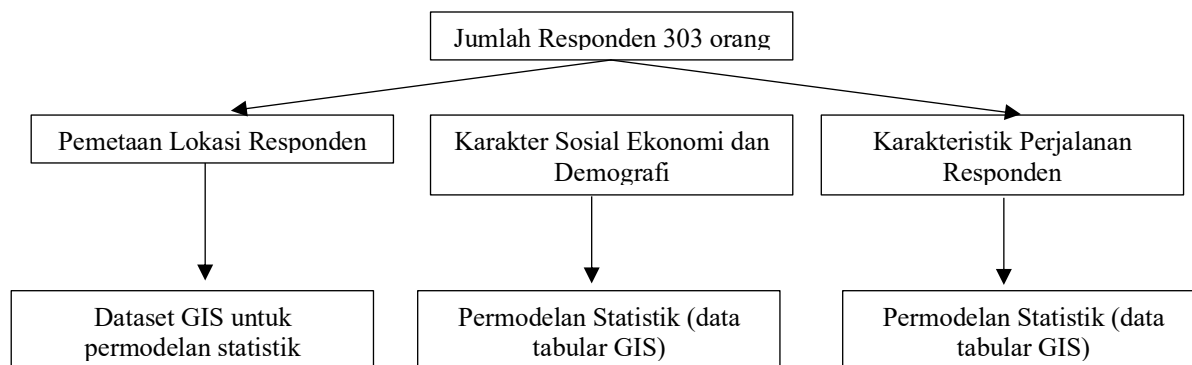 Jumlah Responden 303 orang
Pemetaan Lokasi Responden
Karakter Sosial Ekonomi dan
Demografi
Karakteristik Perjalanan
Responden
Dataset GIS untuk
permodelan statistik
Permodelan Statistik (data
tabular GIS)
Permodelan Statistik (data
tabular GIS)